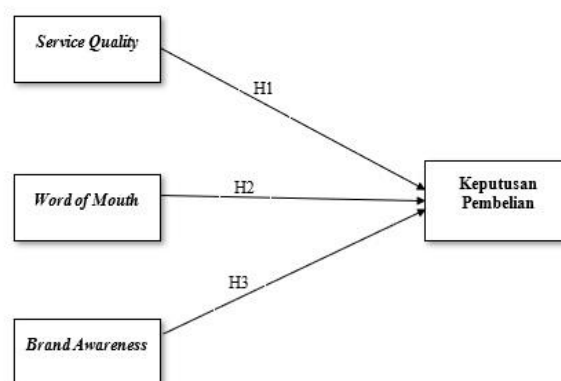 Service Quality
H1
Word of Mouth
H2
Keputusan
Pembelian
H3
Brand Awareness